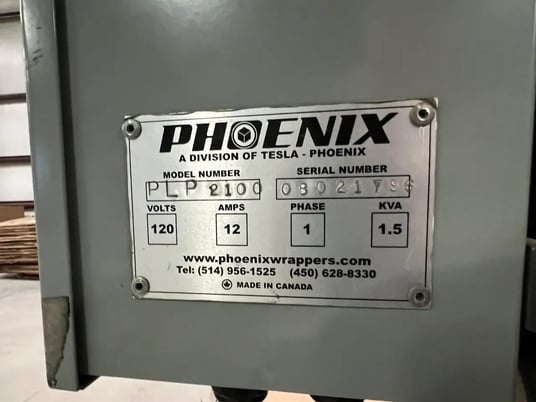 PHOENIX
A DIVISION OF TESLA - PHOENIX
MODEL NUMBER SERIAL NUMBER
PLP 2100
VOLTS AMPS PHASE KVA
120 12 1 1.5
www.phoenixwrappers.com
Tel: (514) 956-1525 (450) 628-8330
MADE IN CANADA